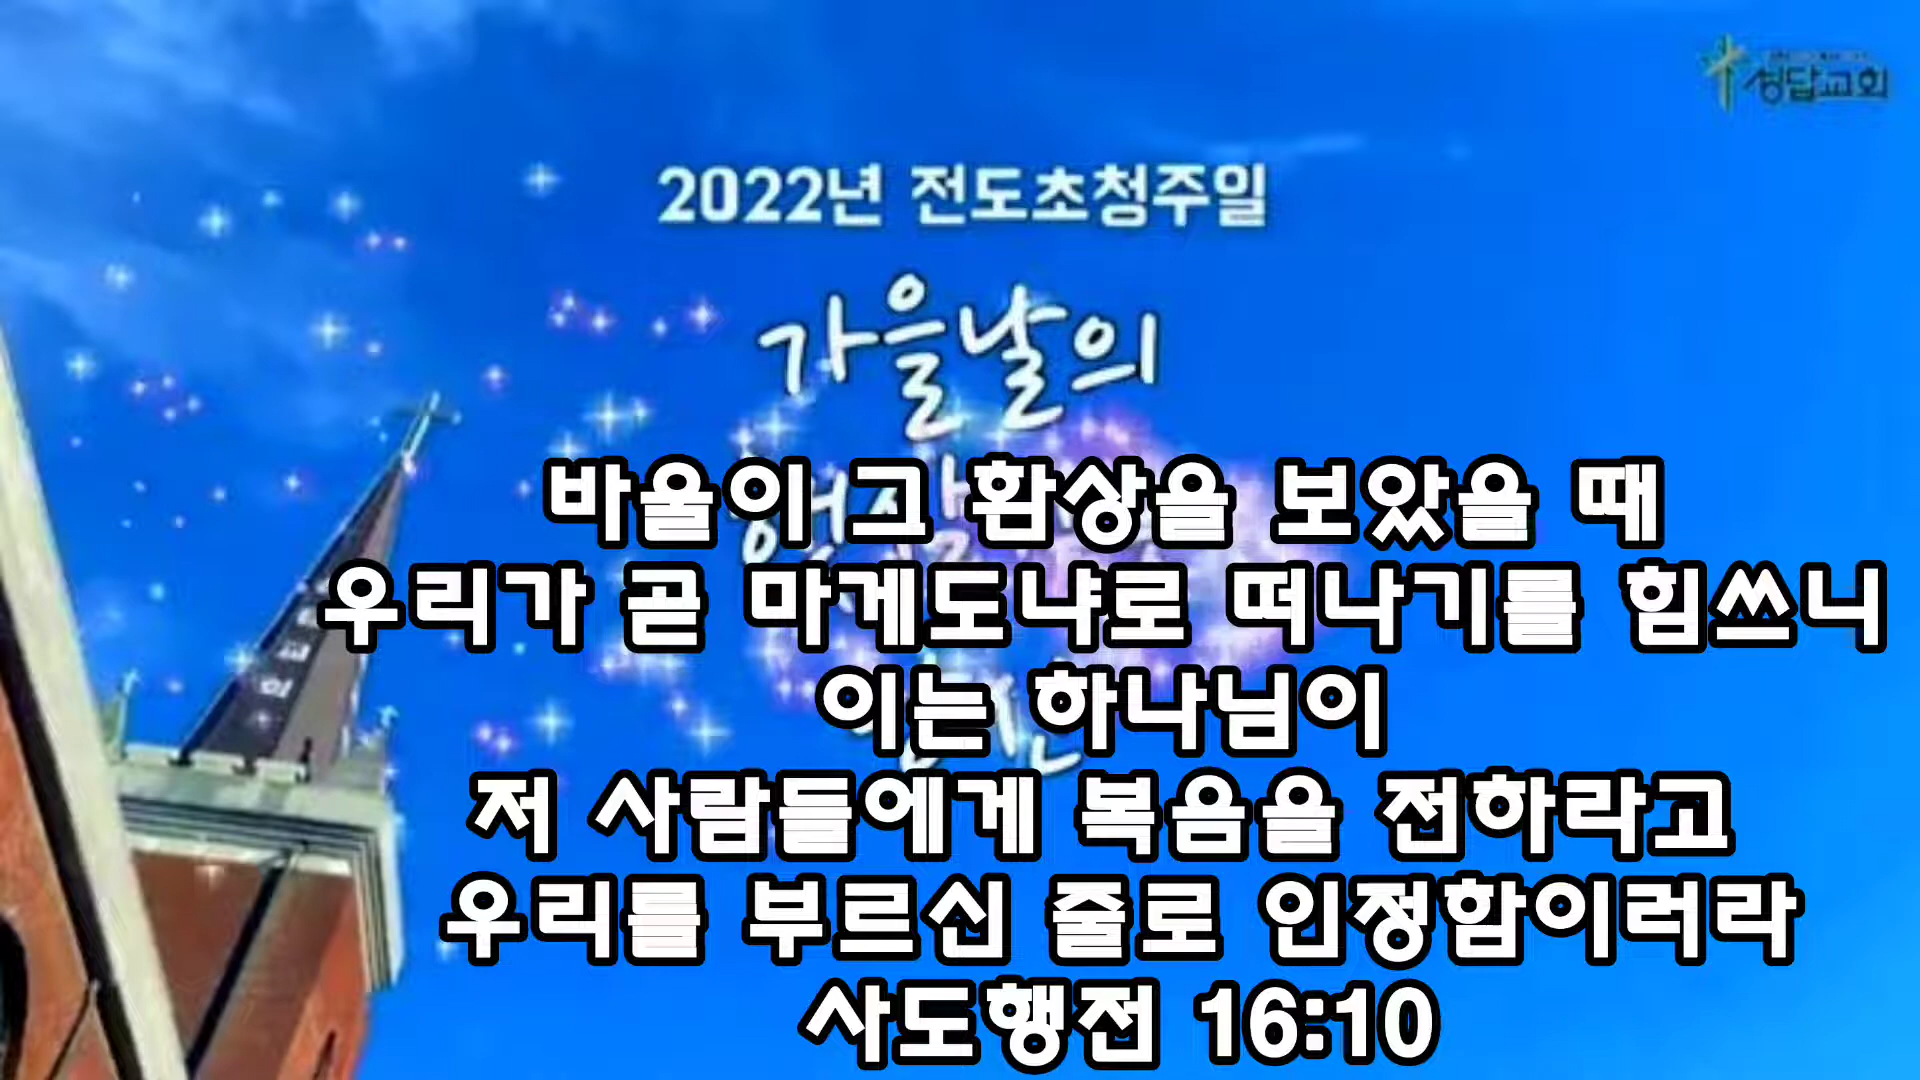 성답교회
2022년 전도초청주일
가을날의
바울이 그 환상을 보았을 때
우리가 곧 마게도냐로 떠나기를 힘쓰니
이는 하나님이
저 사람들에게 복음을 전하라고
우리를 부르신 줄로 인정함이러라
사도행전 16:10